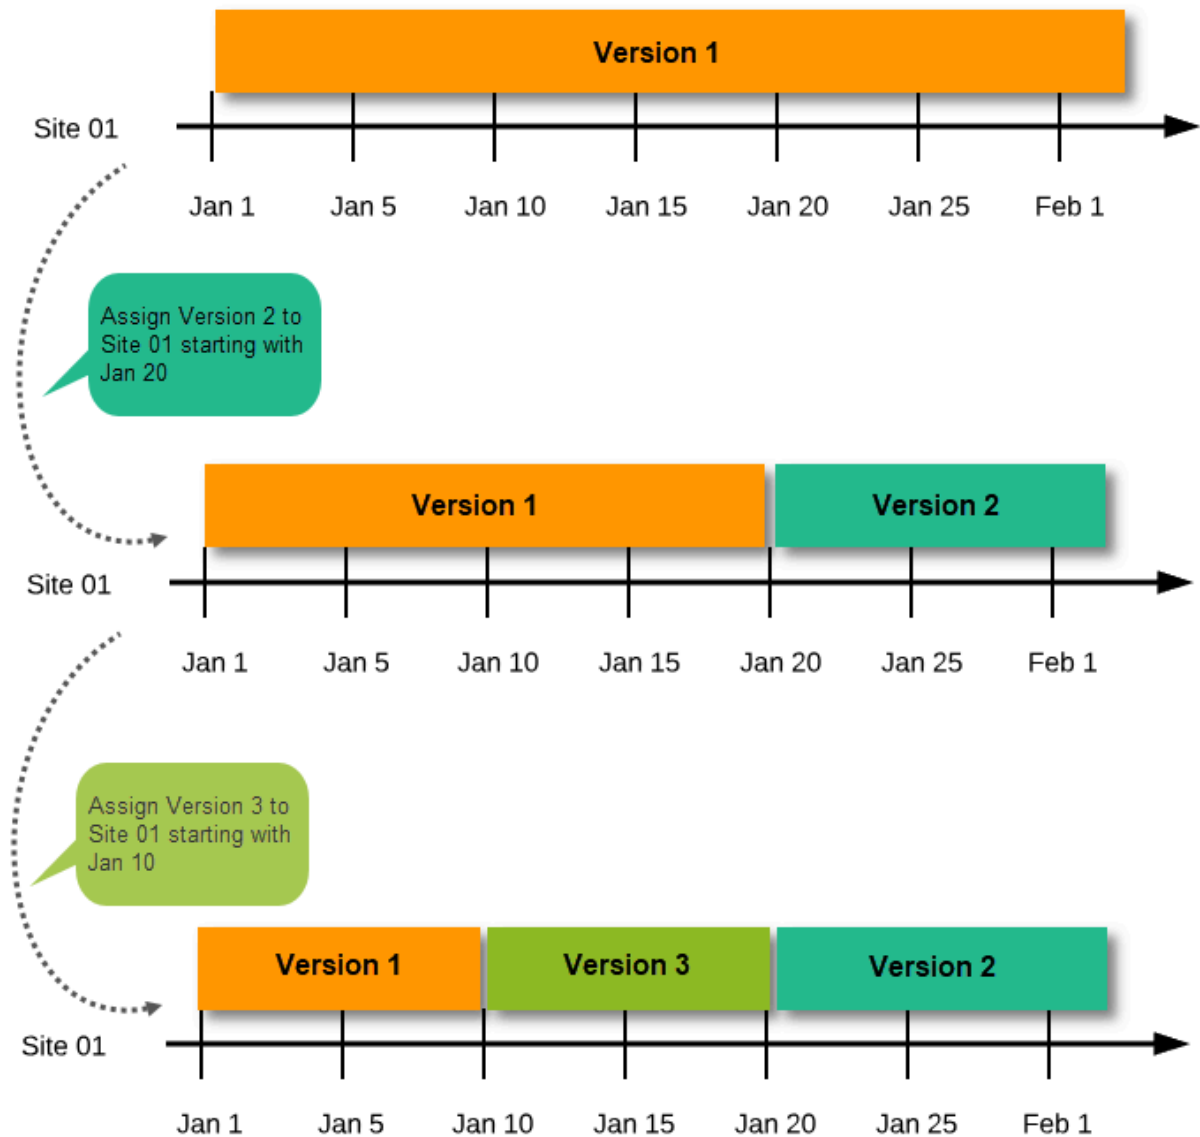 Version 1
Site 01
Jan 1 Jan 5 Jan 10 Jan 15 Jan 20 Jan 25 Feb 1
Assign Version 2 to
Site 01 starting with
Jan 20
Version 1 Version 2
Site 01
Jan 1 Jan 5 Jan 10 Jan 15 Jan 20 Jan 25 Feb 1
Assign Version 3 to
Site 01 starting with
Jan 10
Version 1 Version 3 Version 2
Site 01
Jan 1 Jan 5 Jan 10 Jan 15 Jan 20 Jan 25 Feb 1